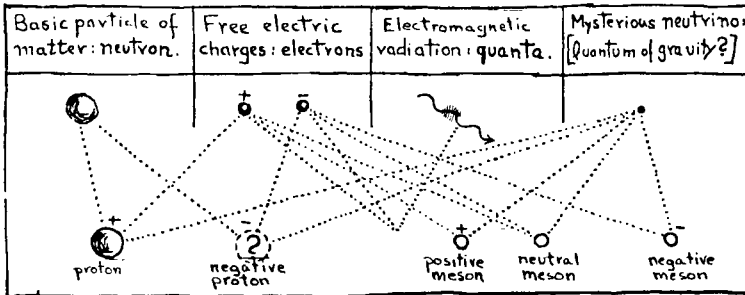 Basic particle of
matter: neutron.
Free electric
charges: electrons
Electromagnetic
radiation: quanta.
Mysterious neutrino:
[Quantum of gravity?]
+
−
+
proton
−
?
negative
proton
+
positive
meson
neutral
meson
−
negative
meson